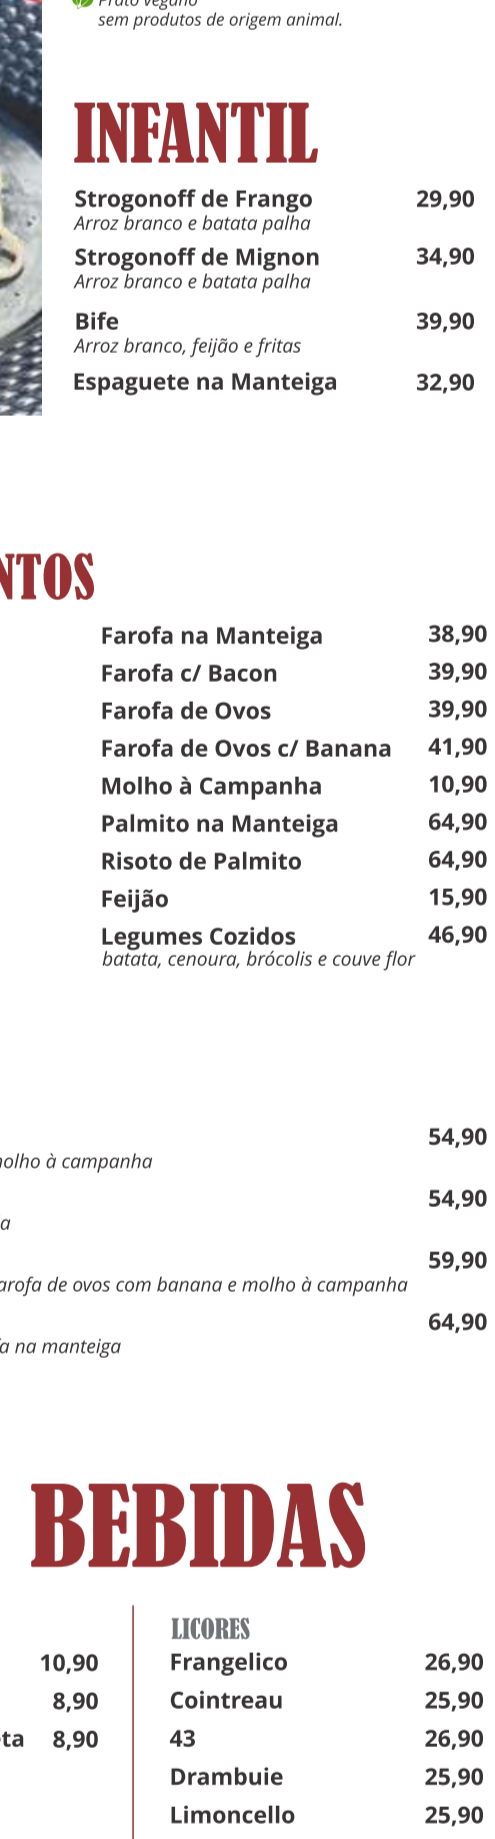 Prato vegano
sem produtos de origem animal.
INFANTIL
Strogonoff de Frango 29,90
Arroz branco e batata palha
Strogonoff de Mignon 34,90
Arroz branco e batata palha
Bife 39,90
Arroz branco, feijão e fritas
Espaguete na Manteiga 32,90
NTOS
Farofa na Manteiga 38,90
Farofa c/ Bacon 39,90
Farofa de Ovos 39,90
Farofa de Ovos c/ Banana 41,90
Molho à Campanha 10,90
Palmito na Manteiga 64,90
Risoto de Palmito 64,90
Feijão 15,90
Legumes Cozidos 46,90
batata, cenoura, brócolis e couve flor
54,90
molho à campanha
54,90
a
59,90
arofa de ovos com banana e molho à campanha
64,90
fa na manteiga
BEBIDAS
10,90
8,90
ta 8,90
LICORES
Frangelico 26,90
Cointreau 25,90
43 26,90
Drambuie 25,90
Limoncello 25,90